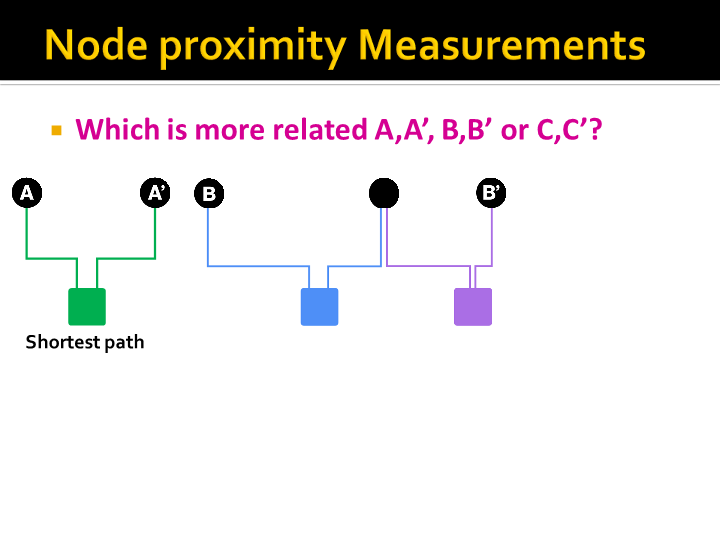 Node proximity Measurements
Which is more related A,A’, B,B’ or C,C’?
A A’ B B’
Shortest path